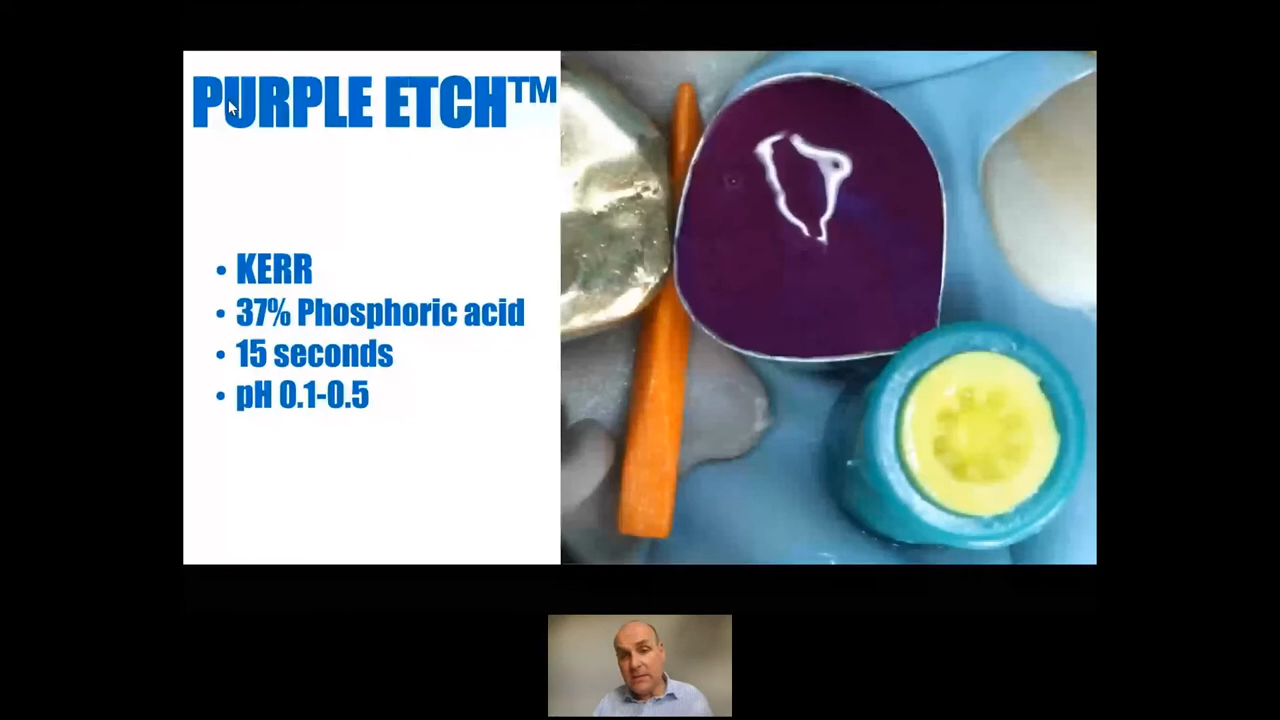 PURPLE ETCH™
• KERR
• 37% Phosphoric acid
• 15 seconds
• pH 0.1-0.5